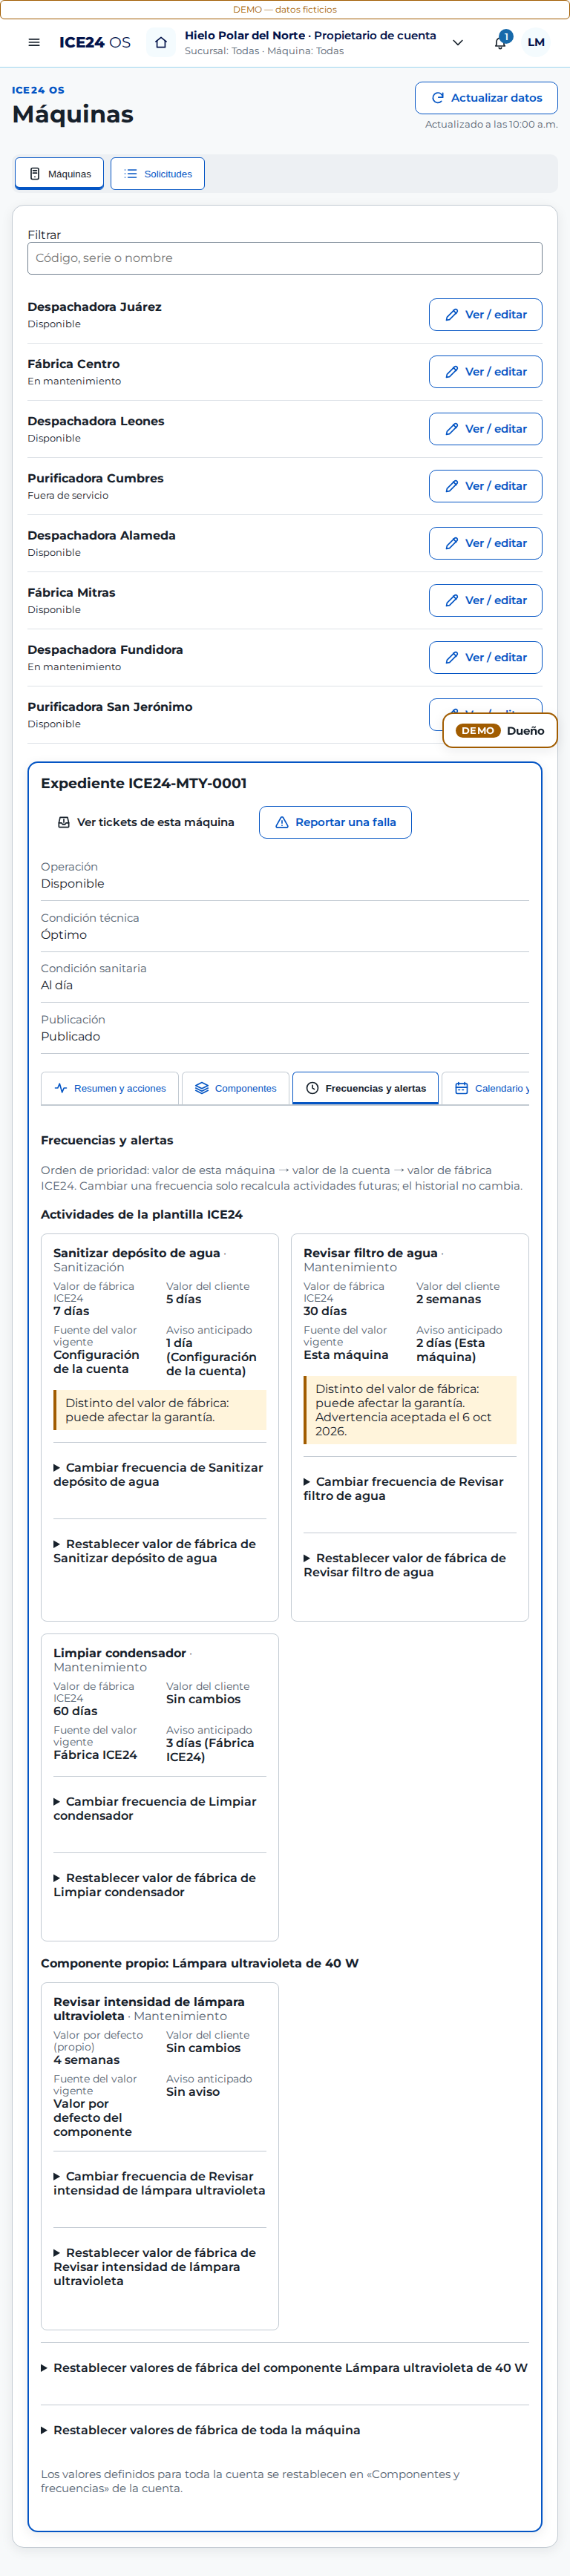 DEMO — datos ficticios
ICE24 OS
Hielo Polar del Norte · Propietario de cuenta
Sucursal: Todas · Máquina: Todas
1
LM
ICE24 OS
Máquinas
Actualizar datos
Actualizado a las 10:00 a.m.
Máquinas
Solicitudes
Filtrar
Código, serie o nombre
Despachadora Juárez
Disponible
Ver / editar
Fábrica Centro
En mantenimiento
Ver / editar
Despachadora Leones
Disponible
Ver / editar
Purificadora Cumbres
Fuera de servicio
Ver / editar
Despachadora Alameda
Disponible
Ver / editar
Fábrica Mitras
Disponible
Ver / editar
Despachadora Fundidora
En mantenimiento
Ver / editar
Purificadora San Jerónimo
Disponible
DEMO Dueño
Expediente ICE24-MTY-0001
Ver tickets de esta máquina
Reportar una falla
Operación
Disponible
Condición técnica
Óptimo
Condición sanitaria
Al día
Publicación
Publicado
Resumen y acciones
Componentes
Frecuencias y alertas
Calendario y
Frecuencias y alertas
Orden de prioridad: valor de esta máquina → valor de la cuenta → valor de fábrica
ICE24. Cambiar una frecuencia solo recalcula actividades futuras; el historial no cambia.
Actividades de la plantilla ICE24
Sanitizar depósito de agua ·
Sanitización
Valor de fábrica
ICE24
7 días
Valor del cliente
5 días
Fuente del valor
vigente
Configuración
de la cuenta
Aviso anticipado
1 día
(Configuración
de la cuenta)
Distinto del valor de fábrica:
puede afectar la garantía.
Cambiar frecuencia de Sanitizar
depósito de agua
Restablecer valor de fábrica de
Sanitizar depósito de agua
Revisar filtro de agua ·
Mantenimiento
Valor de fábrica
ICE24
30 días
Valor del cliente
2 semanas
Fuente del valor
vigente
Esta máquina
Aviso anticipado
2 días (Esta
máquina)
Distinto del valor de fábrica:
puede afectar la garantía.
Advertencia aceptada el 6 oct
2026.
Cambiar frecuencia de Revisar
filtro de agua
Restablecer valor de fábrica de
Revisar filtro de agua
Limpiar condensador ·
Mantenimiento
Valor de fábrica
ICE24
60 días
Valor del cliente
Sin cambios
Fuente del valor
vigente
Fábrica ICE24
Aviso anticipado
3 días (Fábrica
ICE24)
Cambiar frecuencia de Limpiar
condensador
Restablecer valor de fábrica de
Limpiar condensador
Componente propio: Lámpara ultravioleta de 40 W
Revisar intensidad de lámpara
ultravioleta · Mantenimiento
Valor por defecto
(propio)
4 semanas
Valor del cliente
Sin cambios
Fuente del valor
vigente
Valor por
defecto del
componente
Aviso anticipado
Sin aviso
Cambiar frecuencia de Revisar
intensidad de lámpara ultravioleta
Restablecer valor de fábrica de
Revisar intensidad de lámpara
ultravioleta
Restablecer valores de fábrica del componente Lámpara ultravioleta de 40 W
Restablecer valores de fábrica de toda la máquina
Los valores definidos para toda la cuenta se restablecen en «Componentes y
frecuencias» de la cuenta.